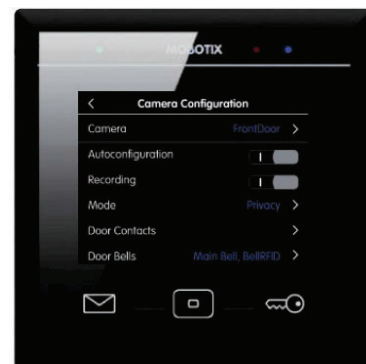 MOBOTIX
< Camera Configuration
Camera FrontDoor >
Autoconfiguration
Recording
Mode Privacy >
Door Contacts >
Door Bells Main Bell, BellRFID >